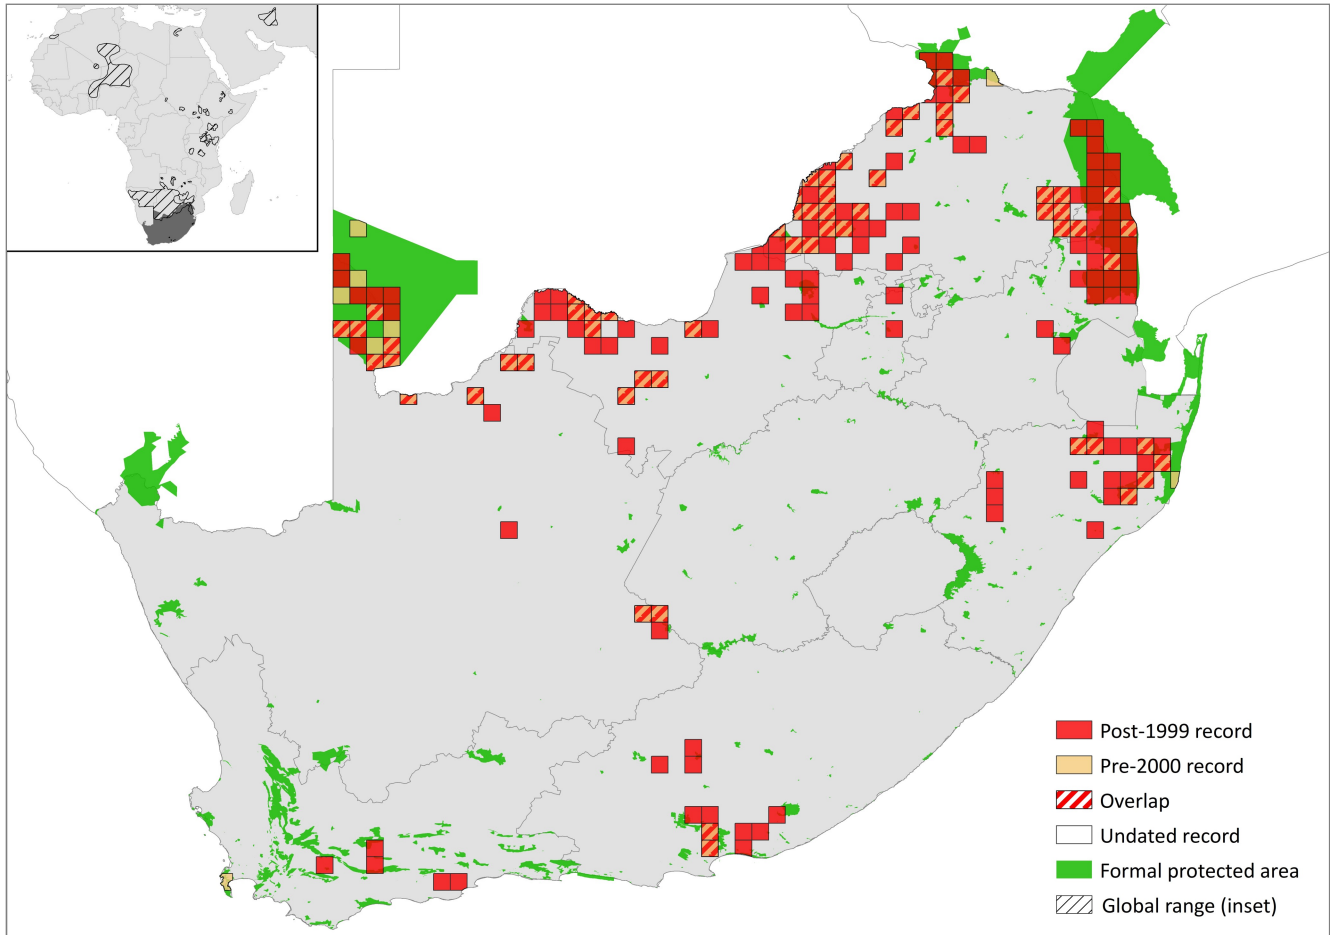 Post-1999 record
Pre-2000 record
Overlap
Undated record
Formal protected area
Global range (inset)